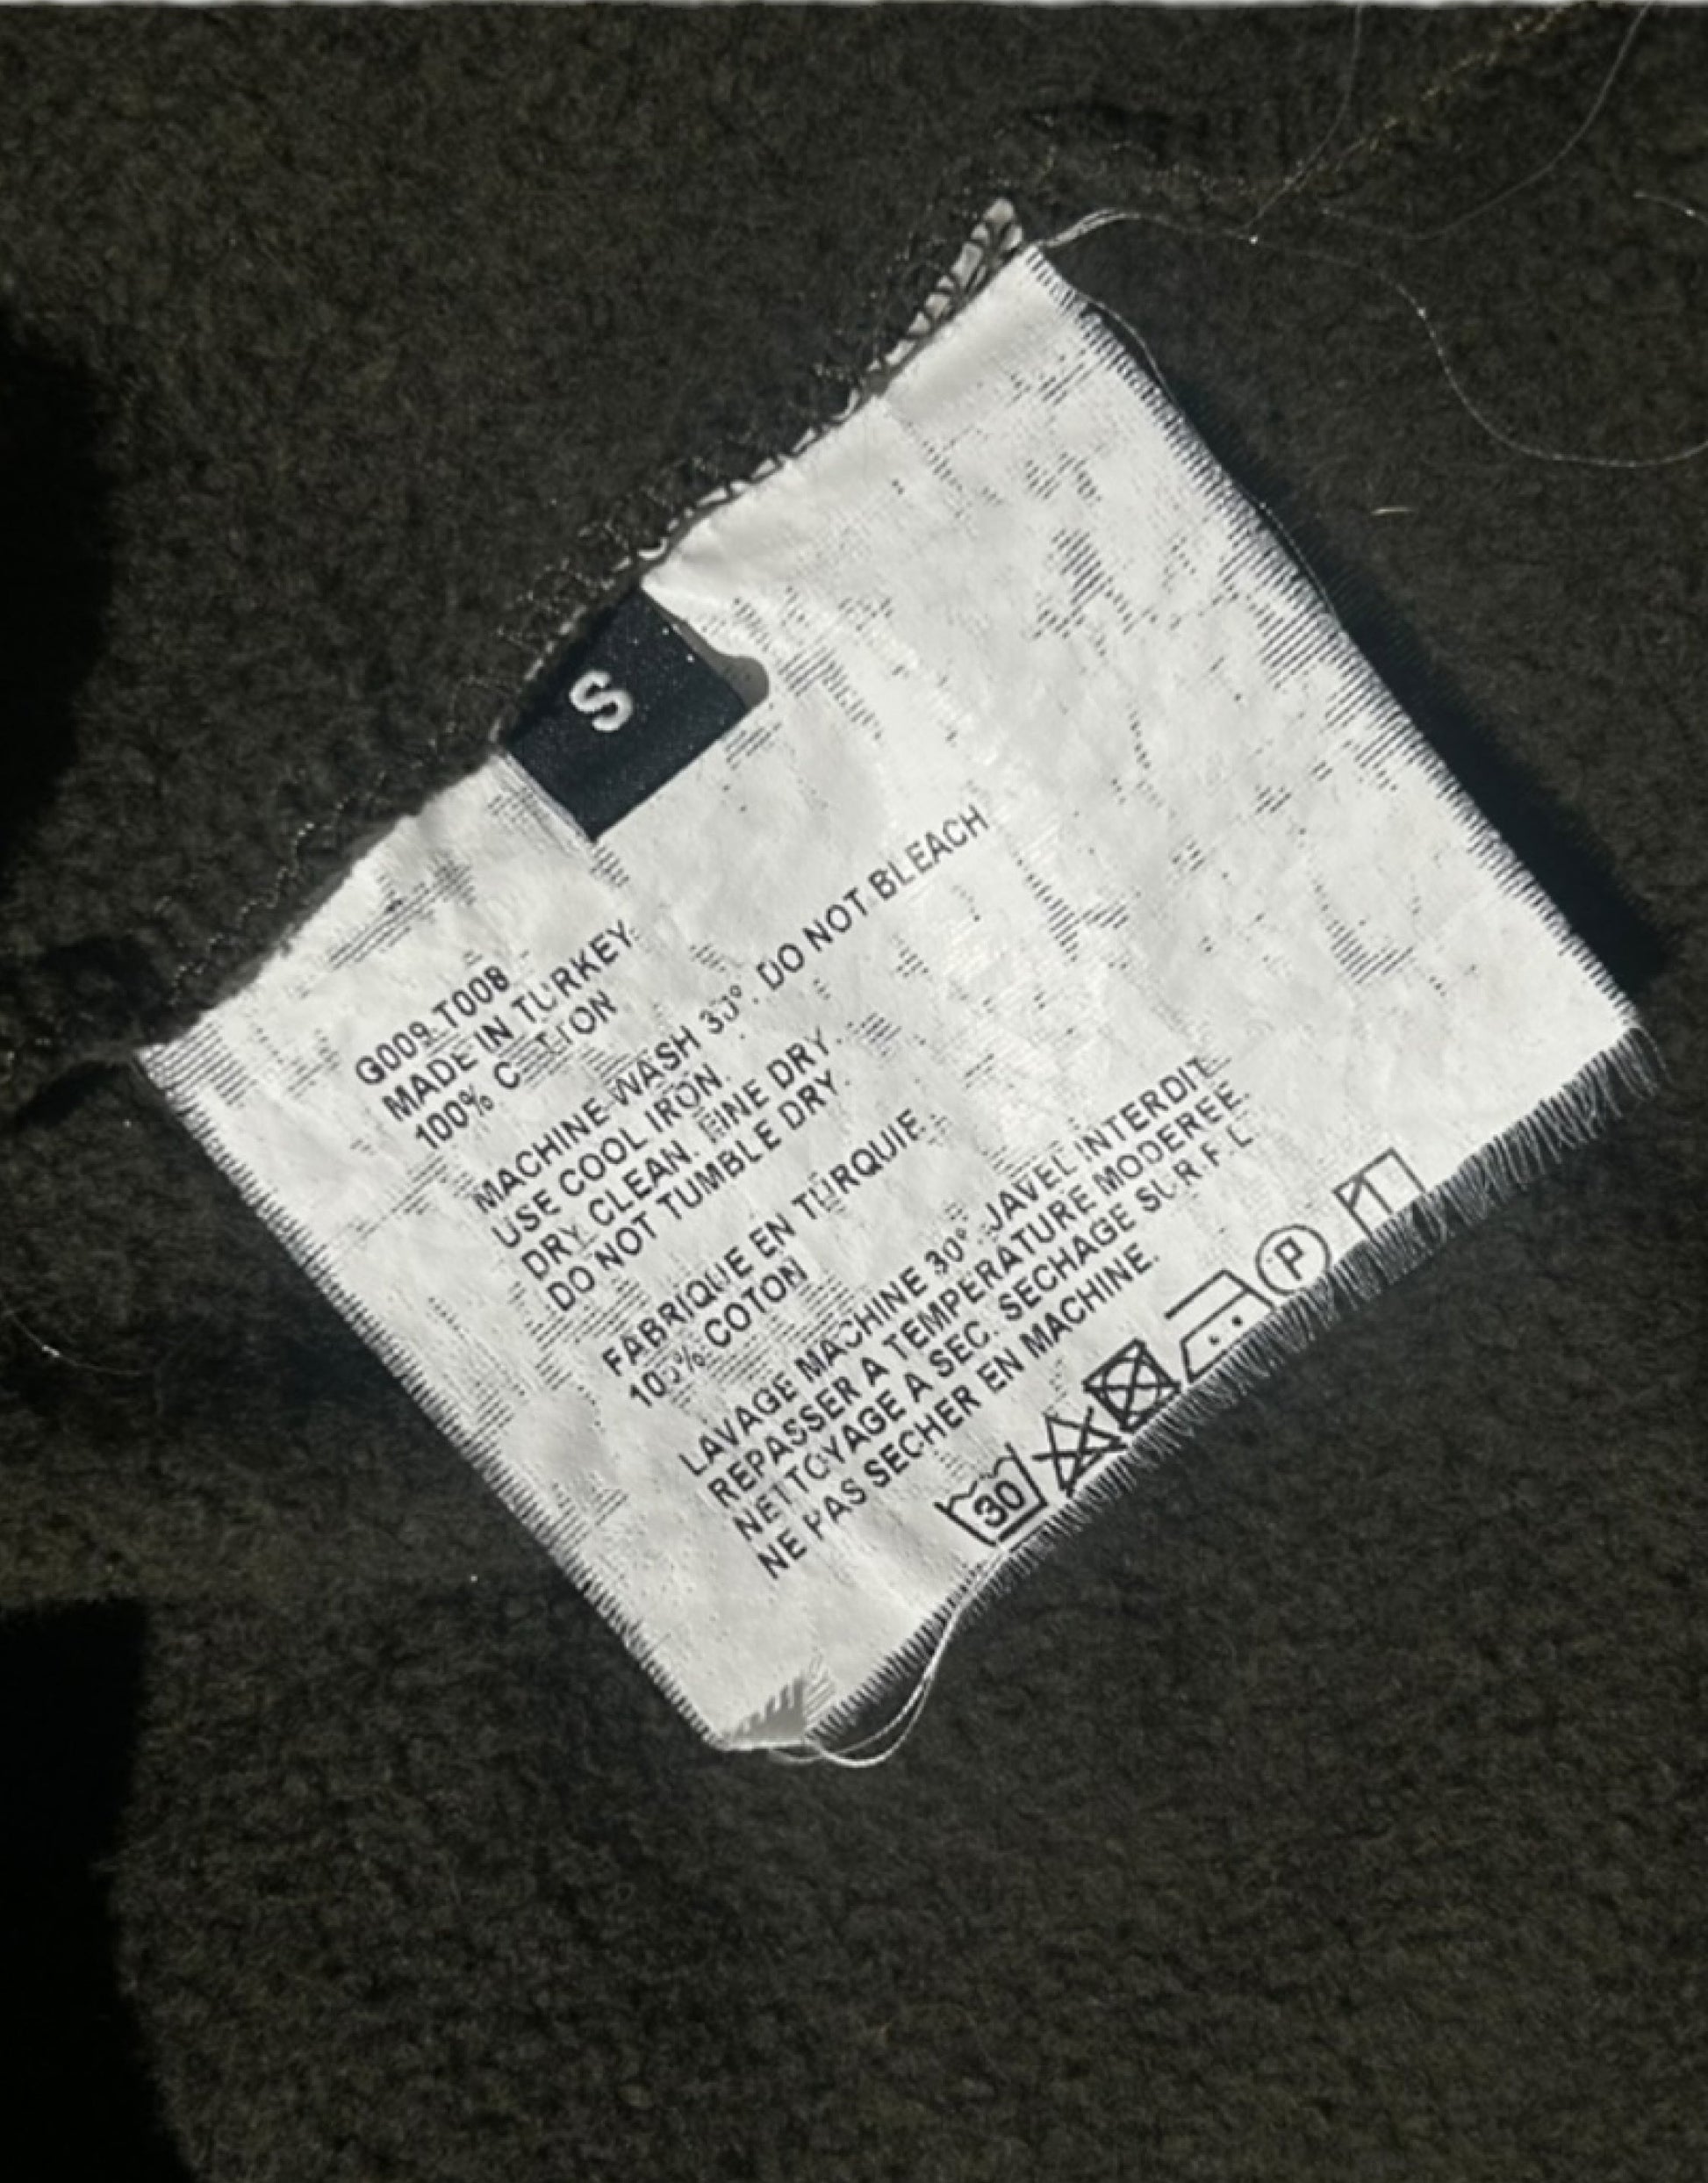 S
G009 T008
MADE IN TURKEY
100% COTTON
MACHINE WASH 30°. DO NOT BLEACH
USE COOL IRON.
DRY CLEAN. LINE DRY.
DO NOT TUMBLE DRY.
FABRIQUE EN TURQUIE.
100% COTON
LAVAGE MACHINE 30°. JAVEL INTERDIT.
REPASSER A TEMPERATURE MODEREE.
NETTOYAGE A SEC. SECHAGE SUR FIL
NE PAS SECHER EN MACHINE.
30 P